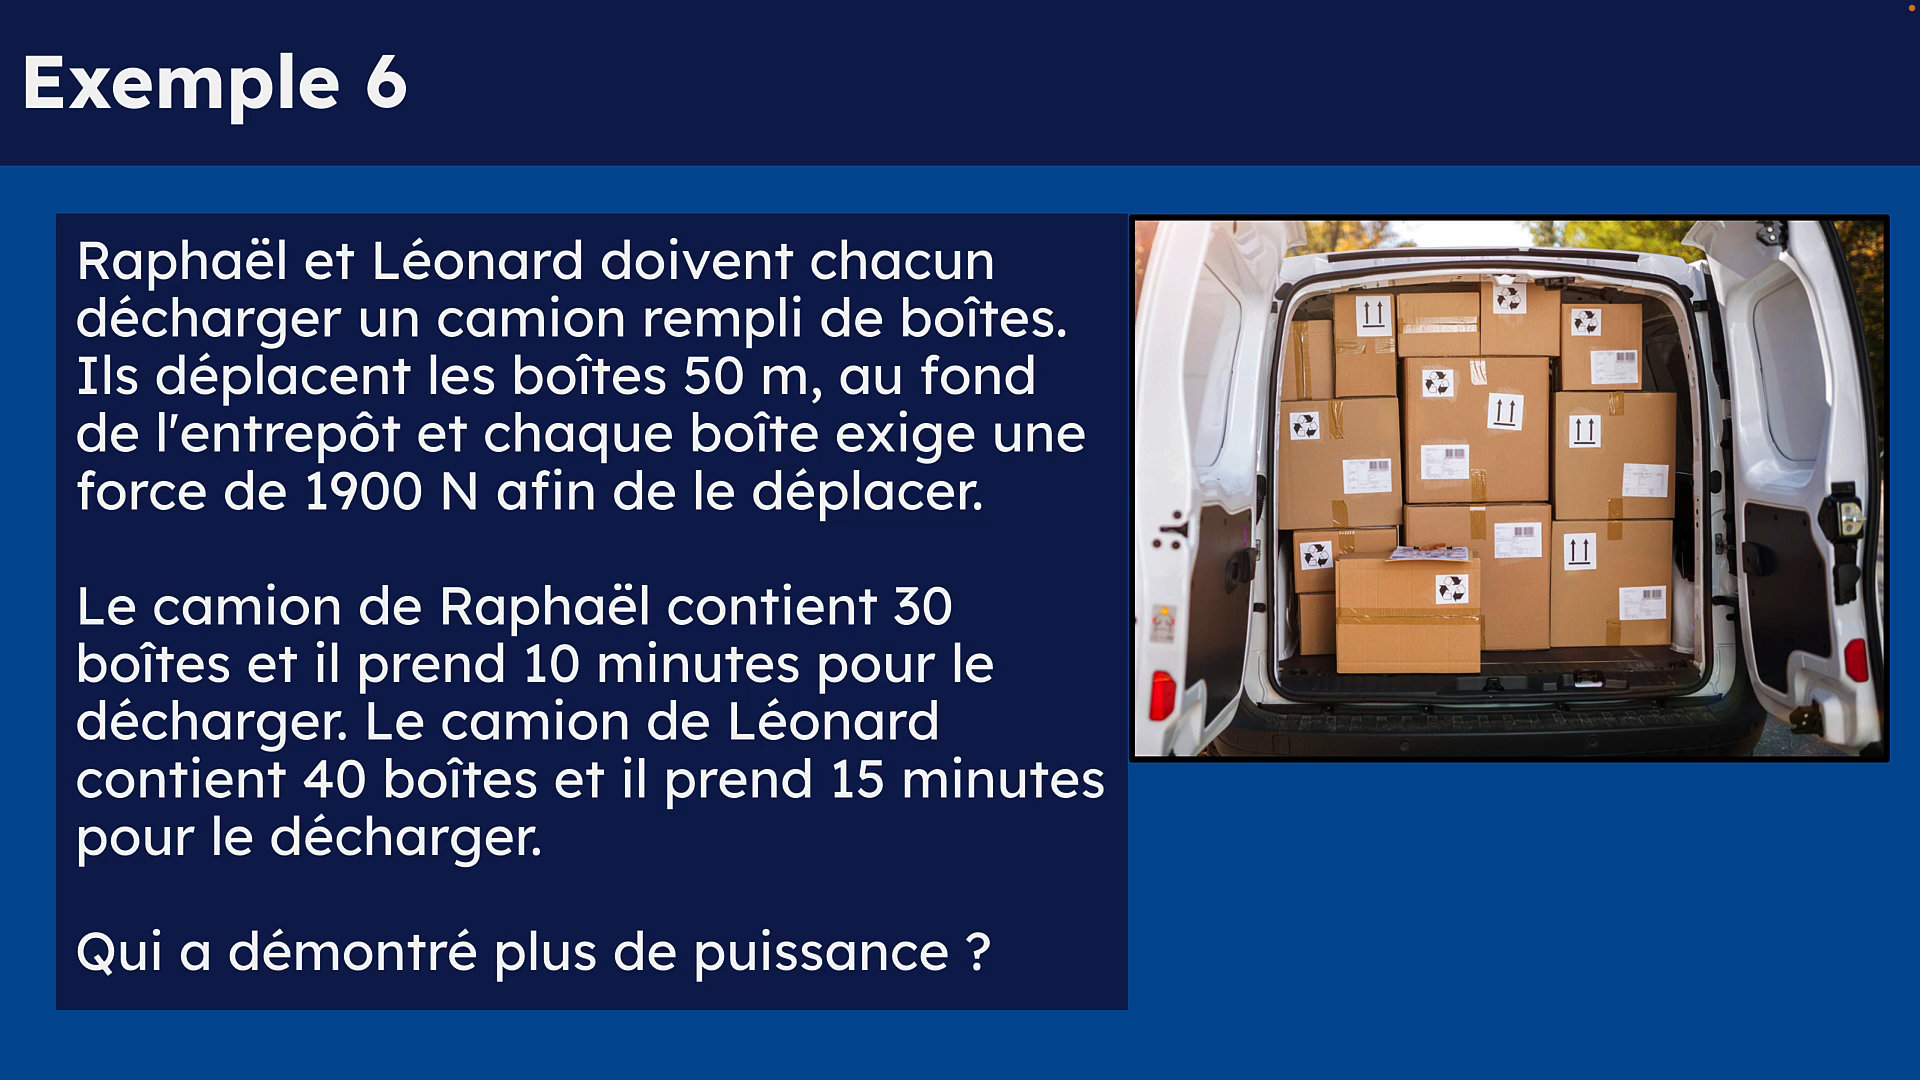 Exemple 6
Raphaël et Léonard doivent chacun
décharger un camion rempli de boîtes.
Ils déplacent les boîtes 50 m, au fond
de l'entrepôt et chaque boîte exige une
force de 1900 N afin de le déplacer.
Le camion de Raphaël contient 30
boîtes et il prend 10 minutes pour le
décharger. Le camion de Léonard
contient 40 boîtes et il prend 15 minutes
pour le décharger.
Qui a démontré plus de puissance ?